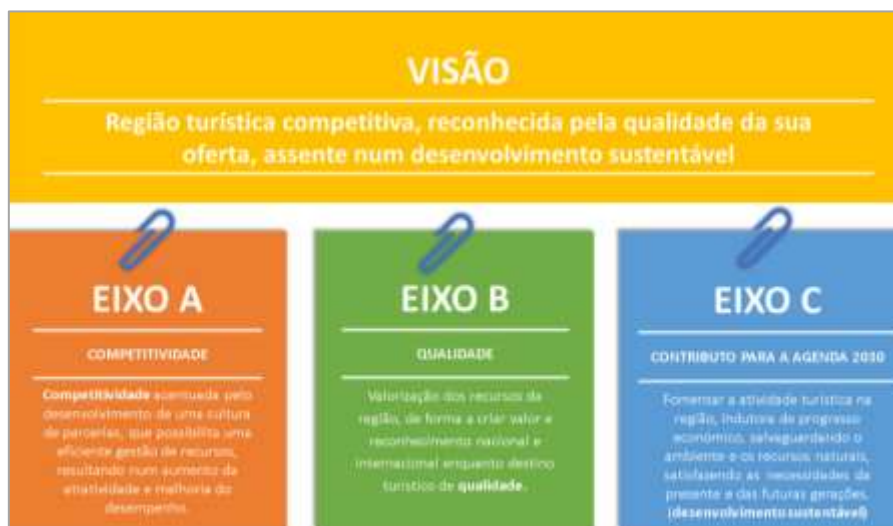 VISÃO
Região turística competitiva, reconhecida pela qualidade da sua
oferta, assente num desenvolvimento sustentável
EIXO A
COMPETITIVIDADE
Competitividade acentuada pelo
desenvolvimento de uma cultura
de parcerias, que possibilita uma
eficiente gestão de recursos,
resultando num aumento da
atratividade e melhoria do
desempenho.
EIXO B
QUALIDADE
Valorização dos recursos da
região, de forma a criar valor e
reconhecimento nacional e
internacional enquanto destino
turístico de qualidade.
EIXO C
CONTRIBUTO PARA A AGENDA 2030
Fomentar a atividade turística na
região, indutora de progresso
económico, salvaguardando o
ambiente e os recursos naturais,
satisfazendo as necessidades da
presente e das futuras gerações.
(desenvolvimento sustentável)